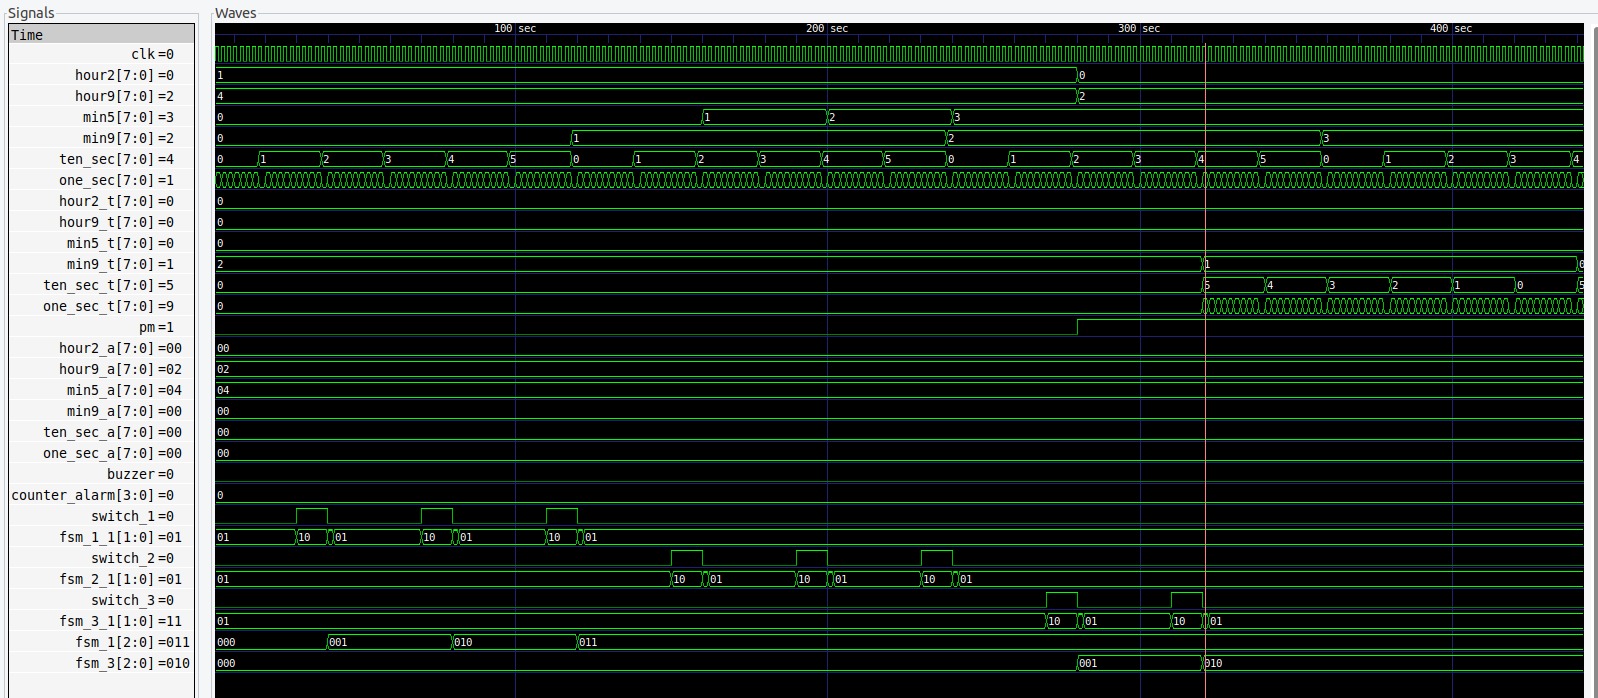 Signals Waves
Time 100 sec 200 sec 300 sec 400 sec
clk=0
hour2[7:0]=0 1 0
hour9[7:0]=2 4 2
min5[7:0]=3 0 1 2 3
min9[7:0]=2 0 1 2 3
ten_sec[7:0]=4 0 1 2 3 4 5 0 1 2 3 4 5 0 1 2 3 4 5 0 1 2 3 4
one_sec[7:0]=1
hour2_t[7:0]=0 0
hour9_t[7:0]=0 0
min5_t[7:0]=0 0
min9_t[7:0]=1 2 1 0
ten_sec_t[7:0]=5 0 5 4 3 2 1 0 5
one_sec_t[7:0]=9 0
pm=1
hour2_a[7:0]=00 00
hour9_a[7:0]=02 02
min5_a[7:0]=04 04
min9_a[7:0]=00 00
ten_sec_a[7:0]=00 00
one_sec_a[7:0]=00 00
buzzer=0
counter_alarm[3:0]=0 0
switch_1=0
fsm_1_1[1:0]=01 01 10 01 10 01 10 01
switch_2=0
fsm_2_1[1:0]=01 01 10 01 10 01 10 01
switch_3=0
fsm_3_1[1:0]=11 01 10 01 10 01
fsm_1[2:0]=011 000 001 010 011
fsm_3[2:0]=010 000 001 010